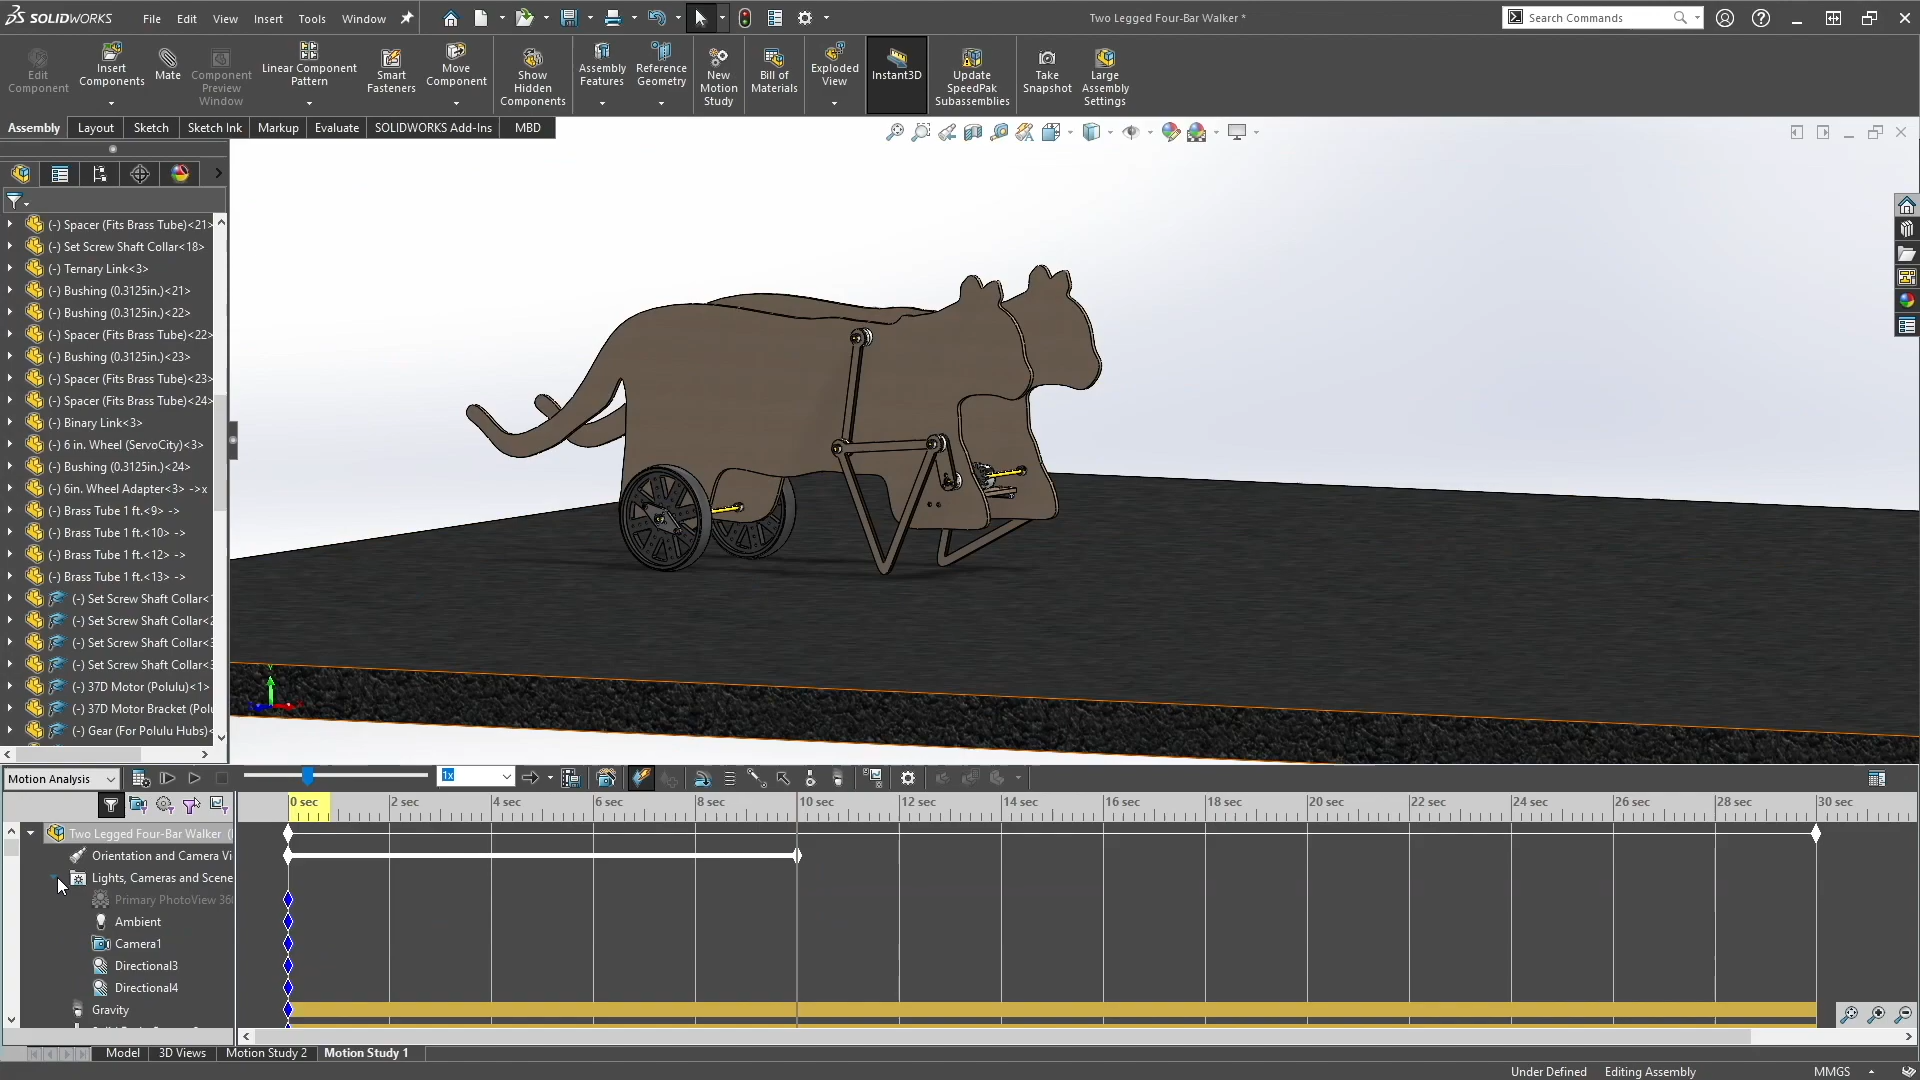 SOLIDWORKS File Edit View Insert Tools Window
Two Legged Four-Bar Walker *
Search Commands
Edit Component
Insert Components
Mate
Component Preview Window
Linear Component Pattern
Smart Fasteners
Move Component
Show Hidden Components
Assembly Features
Reference Geometry
New Motion Study
Bill of Materials
Exploded View
Instant3D
Update SpeedPak Subassemblies
Take Snapshot
Large Assembly Settings
Assembly Layout Sketch Sketch Ink Markup Evaluate SOLIDWORKS Add-Ins MBD
(-) Spacer (Fits Brass Tube)<21>
(-) Set Screw Shaft Collar<18>
(-) Ternary Link<3>
(-) Bushing (0.3125in.)<21>
(-) Bushing (0.3125in.)<22>
(-) Spacer (Fits Brass Tube)<22>
(-) Bushing (0.3125in.)<23>
(-) Spacer (Fits Brass Tube)<23>
(-) Spacer (Fits Brass Tube)<24>
(-) Binary Link<3>
(-) 6 in. Wheel (ServoCity)<3>
(-) Bushing (0.3125in.)<24>
(-) 6in. Wheel Adapter<3> ->x
(-) Brass Tube 1 ft.<9> ->
(-) Brass Tube 1 ft.<10> ->
(-) Brass Tube 1 ft.<12> ->
(-) Brass Tube 1 ft.<13> ->
(-) Set Screw Shaft Collar<
(-) Set Screw Shaft Collar<
(-) Set Screw Shaft Collar<
(-) Set Screw Shaft Collar<
(-) 37D Motor (Polulu)<1>
(-) 37D Motor Bracket (Pol
(-) Gear (For Polulu Hubs)
Motion Analysis
1x
0 sec 2 sec 4 sec 6 sec 8 sec 10 sec 12 sec 14 sec 16 sec 18 sec 20 sec 22 sec 24 sec 26 sec 28 sec 30 sec
Two Legged Four-Bar Walker (
Orientation and Camera Vi
Lights, Cameras and Scene
Primary PhotoView 36
Ambient
Camera1
Directional3
Directional4
Gravity
Model 3D Views Motion Study 2 Motion Study 1
Under Defined Editing Assembly MMGS